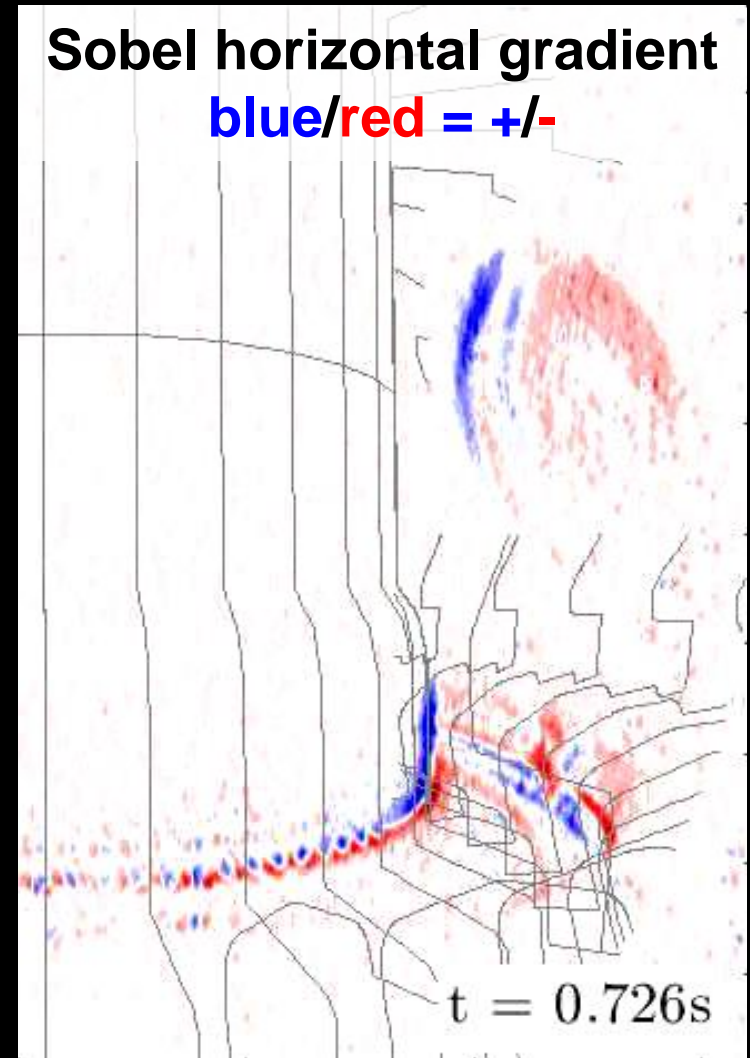 Sobel horizontal gradient
blue/red = +/-
t = 0.726s